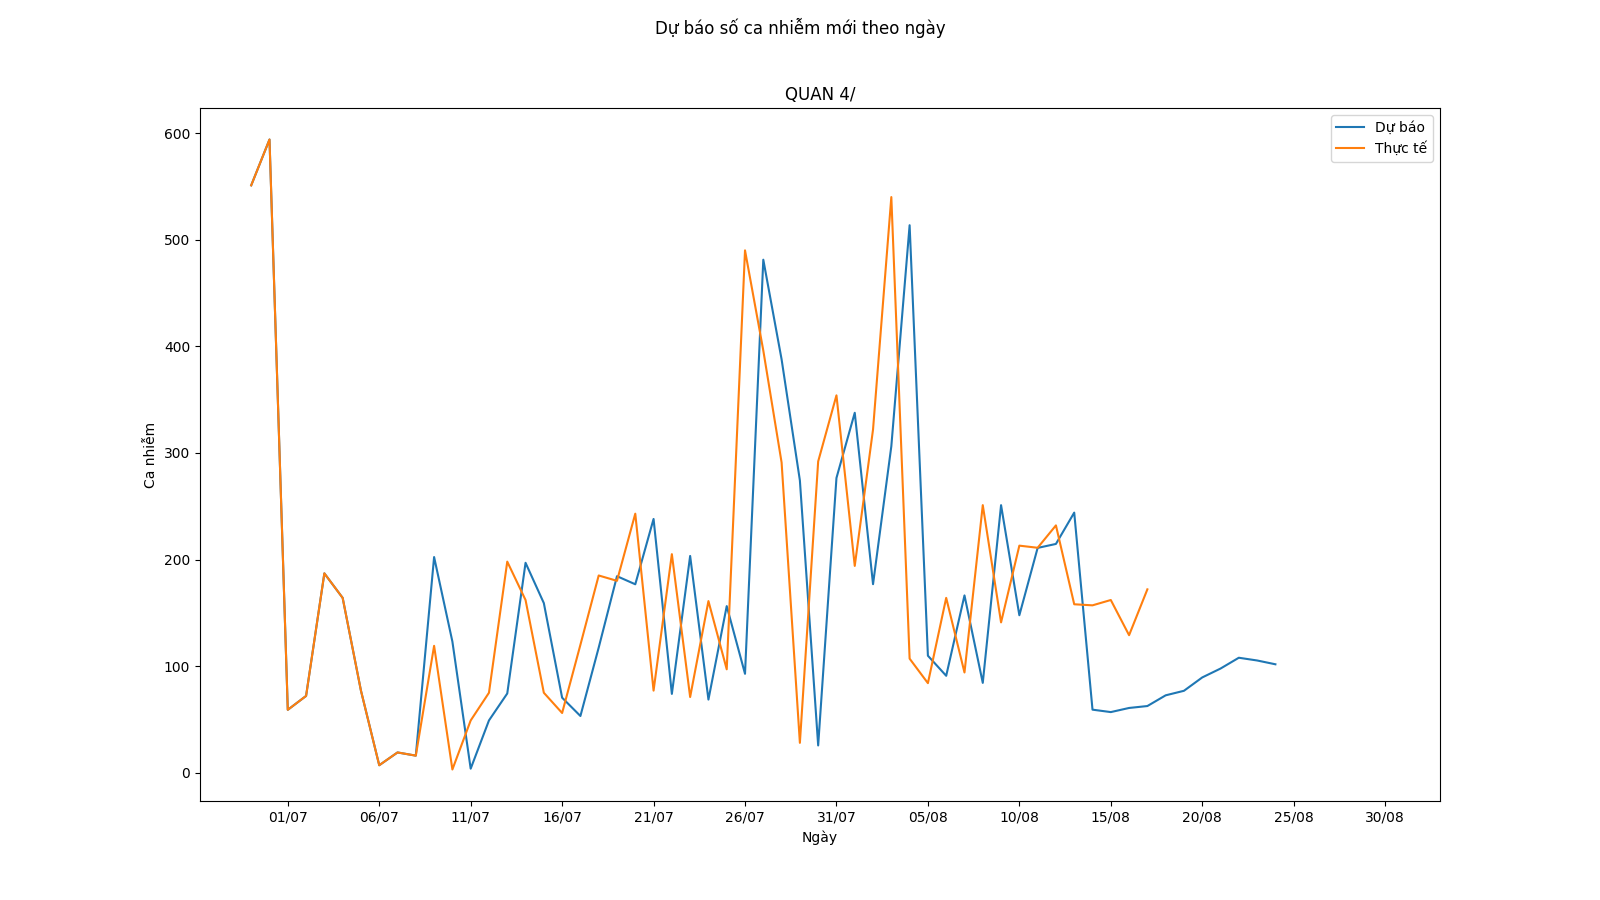 Dự báo số ca nhiễm mới theo ngày
QUAN 4/
Dự báo
Thực tế
600
500
400
300
200
100
0
Ca nhiễm
01/07 06/07 11/07 16/07 21/07 26/07 31/07 05/08 10/08 15/08 20/08 25/08 30/08
Ngày